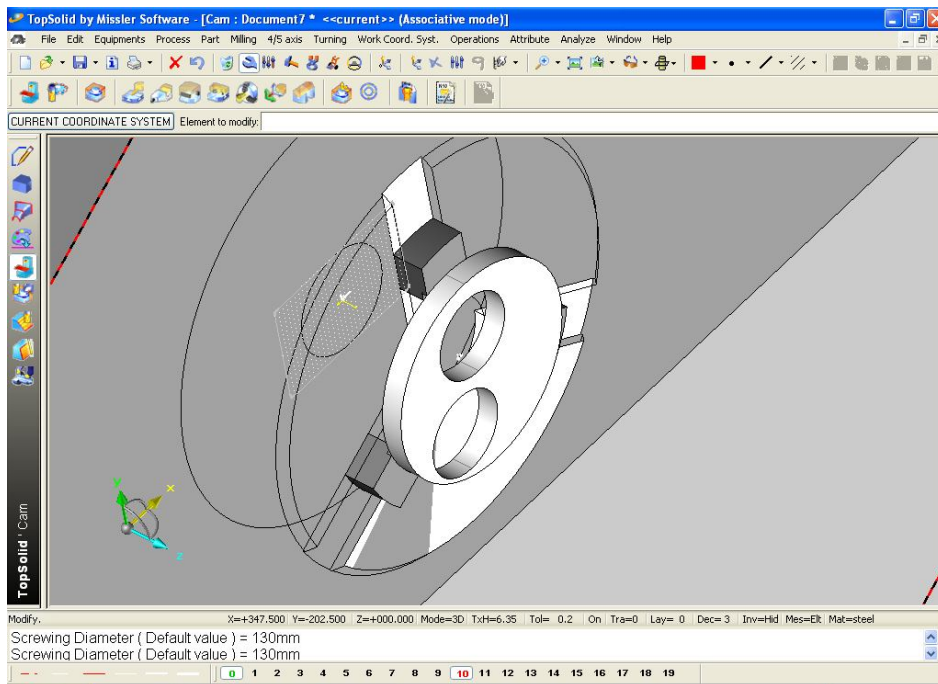 TopSolid by Missler Software - [Cam : Document7 * <<current>> (Associative mode)]
File Edit Equipments Process Part Milling 4/5 axis Turning Work Coord. Syst. Operations Attribute Analyze Window Help
CURRENT COORDINATE SYSTEM Element to modify:
y
x
z
TopSolid'Cam
Modify. X=+347.500 Y=-202.500 Z=+000.000 Mode=3D TxH=6.35 Tol= 0.2 On Tra=0 Lay= 0 Dec= 3 Inv=Hid Mes=Elt Mat=steel
Screwing Diameter ( Default value ) = 130mm
Screwing Diameter ( Default value ) = 130mm
0 1 2 3 4 5 6 7 8 9 10 11 12 13 14 15 16 17 18 19